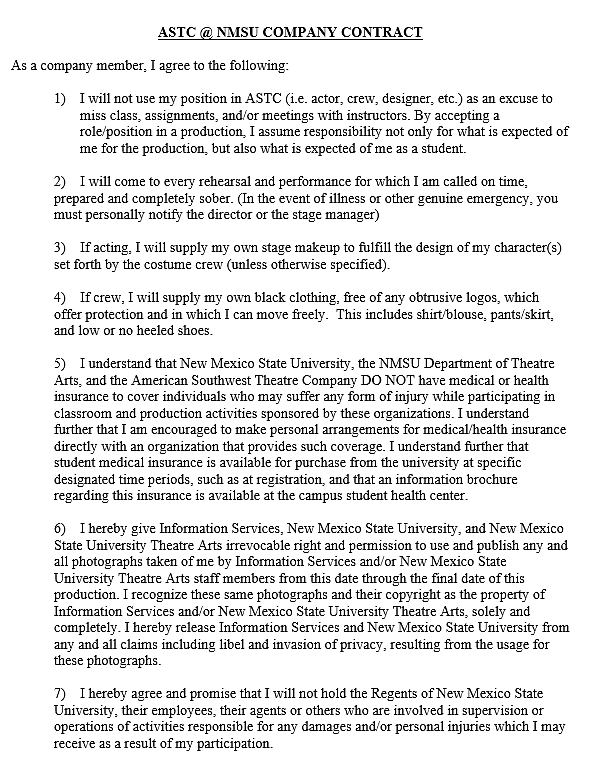 ASTC @ NMSU COMPANY CONTRACT
As a company member, I agree to the following:
1) I will not use my position in ASTC (i.e. actor, crew, designer, etc.) as an excuse to
miss class, assignments, and/or meetings with instructors. By accepting a
role/position in a production, I assume responsibility not only for what is expected of
me for the production, but also what is expected of me as a student.
2) I will come to every rehearsal and performance for which I am called on time,
prepared and completely sober. (In the event of illness or other genuine emergency, you
must personally notify the director or the stage manager)
3) If acting, I will supply my own stage makeup to fulfill the design of my character(s)
set forth by the costume crew (unless otherwise specified).
4) If crew, I will supply my own black clothing, free of any obtrusive logos, which
offer protection and in which I can move freely. This includes shirt/blouse, pants/skirt,
and low or no heeled shoes.
5) I understand that New Mexico State University, the NMSU Department of Theatre
Arts, and the American Southwest Theatre Company DO NOT have medical or health
insurance to cover individuals who may suffer any form of injury while participating in
classroom and production activities sponsored by these organizations. I understand
further that I am encouraged to make personal arrangements for medical/health insurance
directly with an organization that provides such coverage. I understand further that
student medical insurance is available for purchase from the university at specific
designated time periods, such as at registration, and that an information brochure
regarding this insurance is available at the campus student health center.
6) I hereby give Information Services, New Mexico State University, and New Mexico
State University Theatre Arts irrevocable right and permission to use and publish any and
all photographs taken of me by Information Services and/or New Mexico State
University Theatre Arts staff members from this date through the final date of this
production. I recognize these same photographs and their copyright as the property of
Information Services and/or New Mexico State University Theatre Arts, solely and
completely. I hereby release Information Services and New Mexico State University from
any and all claims including libel and invasion of privacy, resulting from the usage for
these photographs.
7) I hereby agree and promise that I will not hold the Regents of New Mexico State
University, their employees, their agents or others who are involved in supervision or
operations of activities responsible for any damages and/or personal injuries which I may
receive as a result of my participation.